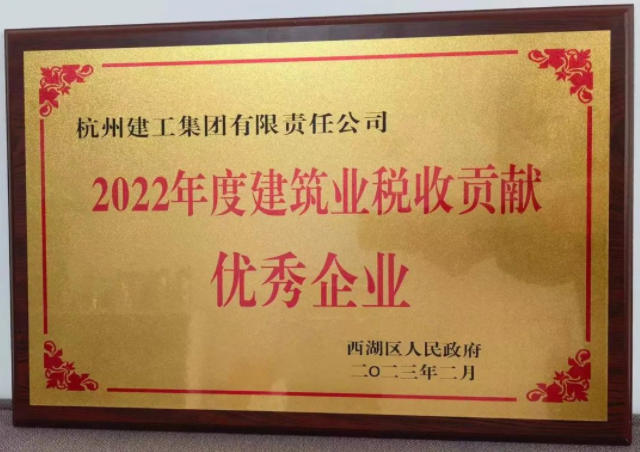 杭州建工集团有限责任公司
2022年度建筑业税收贡献
优秀企业
西湖区人民政府
二〇二三年二月